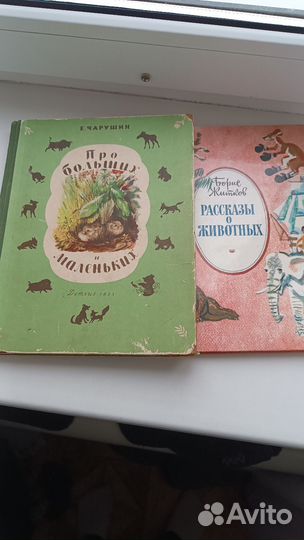 Е. ЧАРУШИН
Про
больших
и
маленьких
Детгиз
Борис
Житков
РАССКАЗЫ
О
ЖИВОТНЫХ
Avito